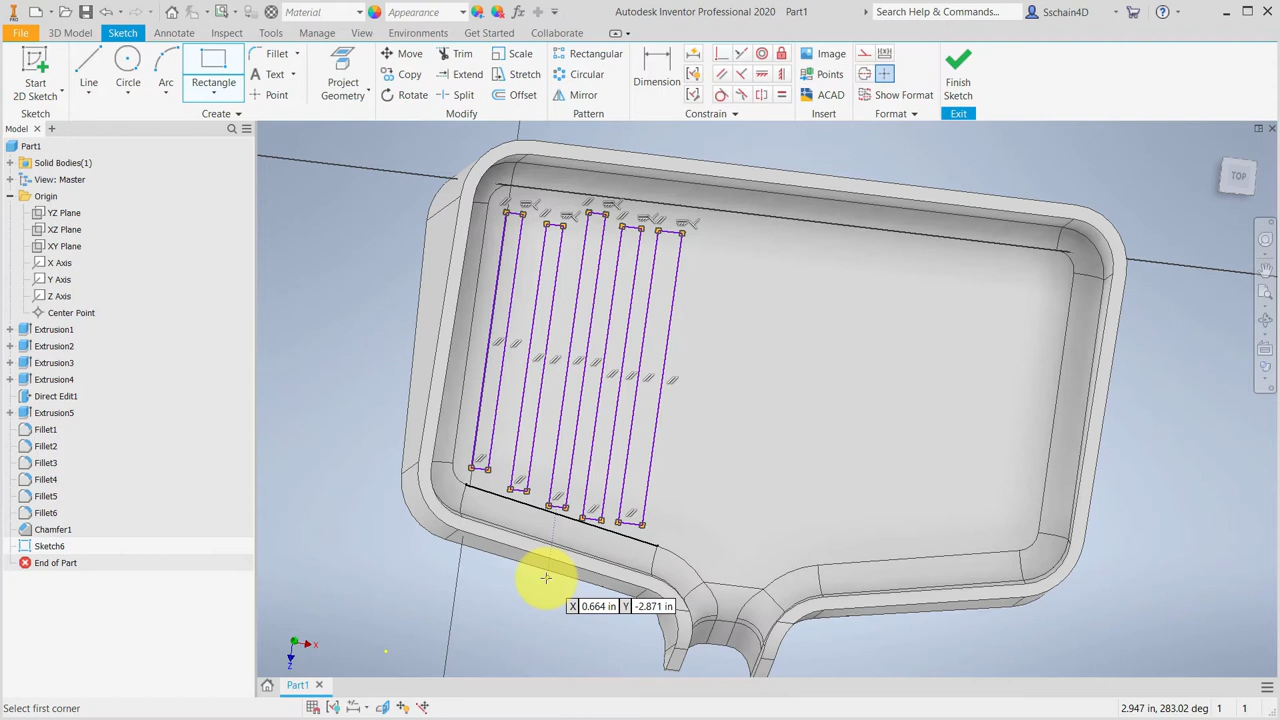 Material
Appearance
Autodesk Inventor Professional 2020 Part1
Search Help & Commands...
Sschain4D
File
3D Model
Sketch
Annotate
Inspect
Tools
Manage
View
Environments
Get Started
Collaborate
Start
2D Sketch
Line
Circle
Arc
Rectangle
Fillet
Text
Point
Project
Geometry
Move
Copy
Rotate
Trim
Extend
Split
Scale
Stretch
Offset
Rectangular
Circular
Mirror
Dimension
Image
Points
ACAD
Show Format
Finish
Sketch
Sketch
Create
Modify
Pattern
Constrain
Insert
Format
Exit
Model
Part1
Solid Bodies(1)
View: Master
Origin
YZ Plane
XZ Plane
XY Plane
X Axis
Y Axis
Z Axis
Center Point
Extrusion1
Extrusion2
Extrusion3
Extrusion4
Direct Edit1
Extrusion5
Fillet1
Fillet2
Fillet3
Fillet4
Fillet5
Fillet6
Chamfer1
Sketch6
End of Part
TOP
X 0.664 in Y -2.871 in
X
Z
Part1
Select first corner
2.947 in, 283.02 deg 1 1